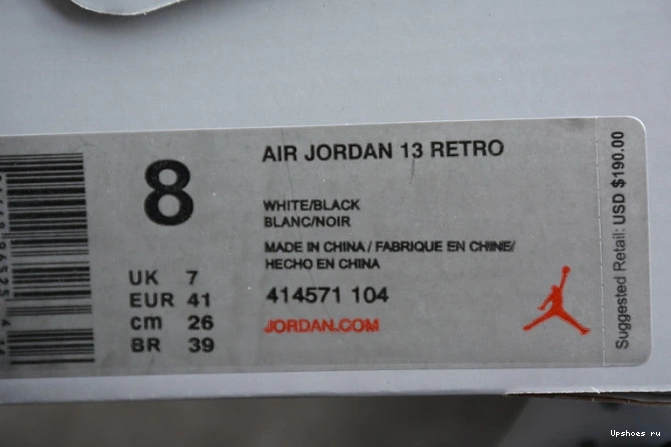 8
AIR JORDAN 13 RETRO
WHITE/BLACK
BLANC/NOIR
MADE IN CHINA / FABRIQUE EN CHINE/
HECHO EN CHINA
UK 7
EUR 41
cm 26
BR 39
414571 104
JORDAN.COM
Suggested Retail: USD $190.00
Upshoes ru